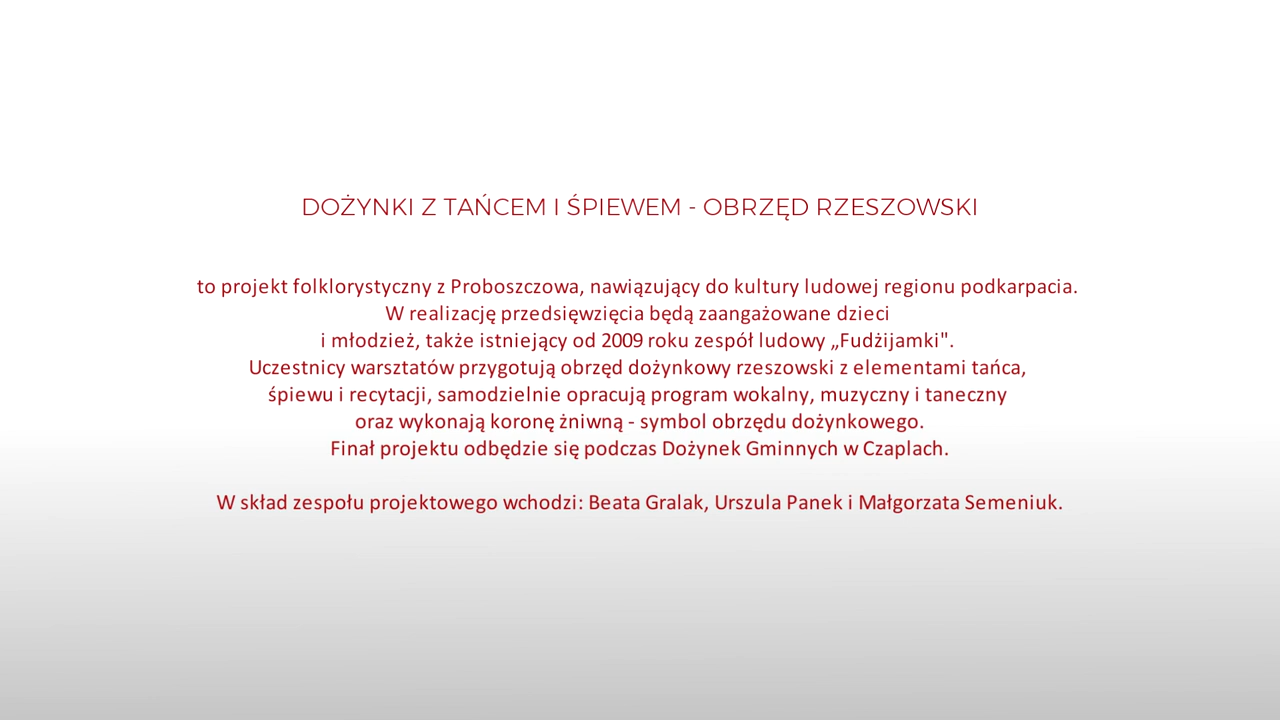 DOŻYNKI Z TAŃCEM I ŚPIEWEM - OBRZĘD RZESZOWSKI
to projekt folklorystyczny z Proboszczowa, nawiązujący do kultury ludowej regionu podkarpacia.
W realizację przedsięwzięcia będą zaangażowane dzieci
i młodzież, także istniejący od 2009 roku zespół ludowy „Fudżijamki".
Uczestnicy warsztatów przygotują obrzęd dożynkowy rzeszowski z elementami tańca,
śpiewu i recytacji, samodzielnie opracują program wokalny, muzyczny i taneczny
oraz wykonają koronę żniwną - symbol obrzędu dożynkowego.
Finał projektu odbędzie się podczas Dożynek Gminnych w Czaplach.
W skład zespołu projektowego wchodzi: Beata Gralak, Urszula Panek i Małgorzata Semeniuk.